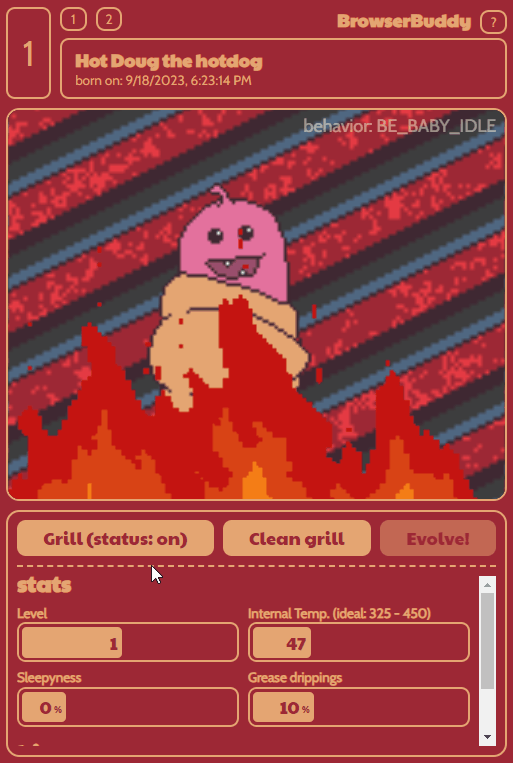 1
1 2
BrowserBuddy ?
Hot Doug the hotdog
born on: 9/18/2023, 6:23:14 PM
behavior: BE_BABY_IDLE
Grill (status: on) Clean grill Evolve!
stats
Level Internal Temp. (ideal: 325 - 450)
1 47
Sleepyness Grease drippings
0 % 10 %